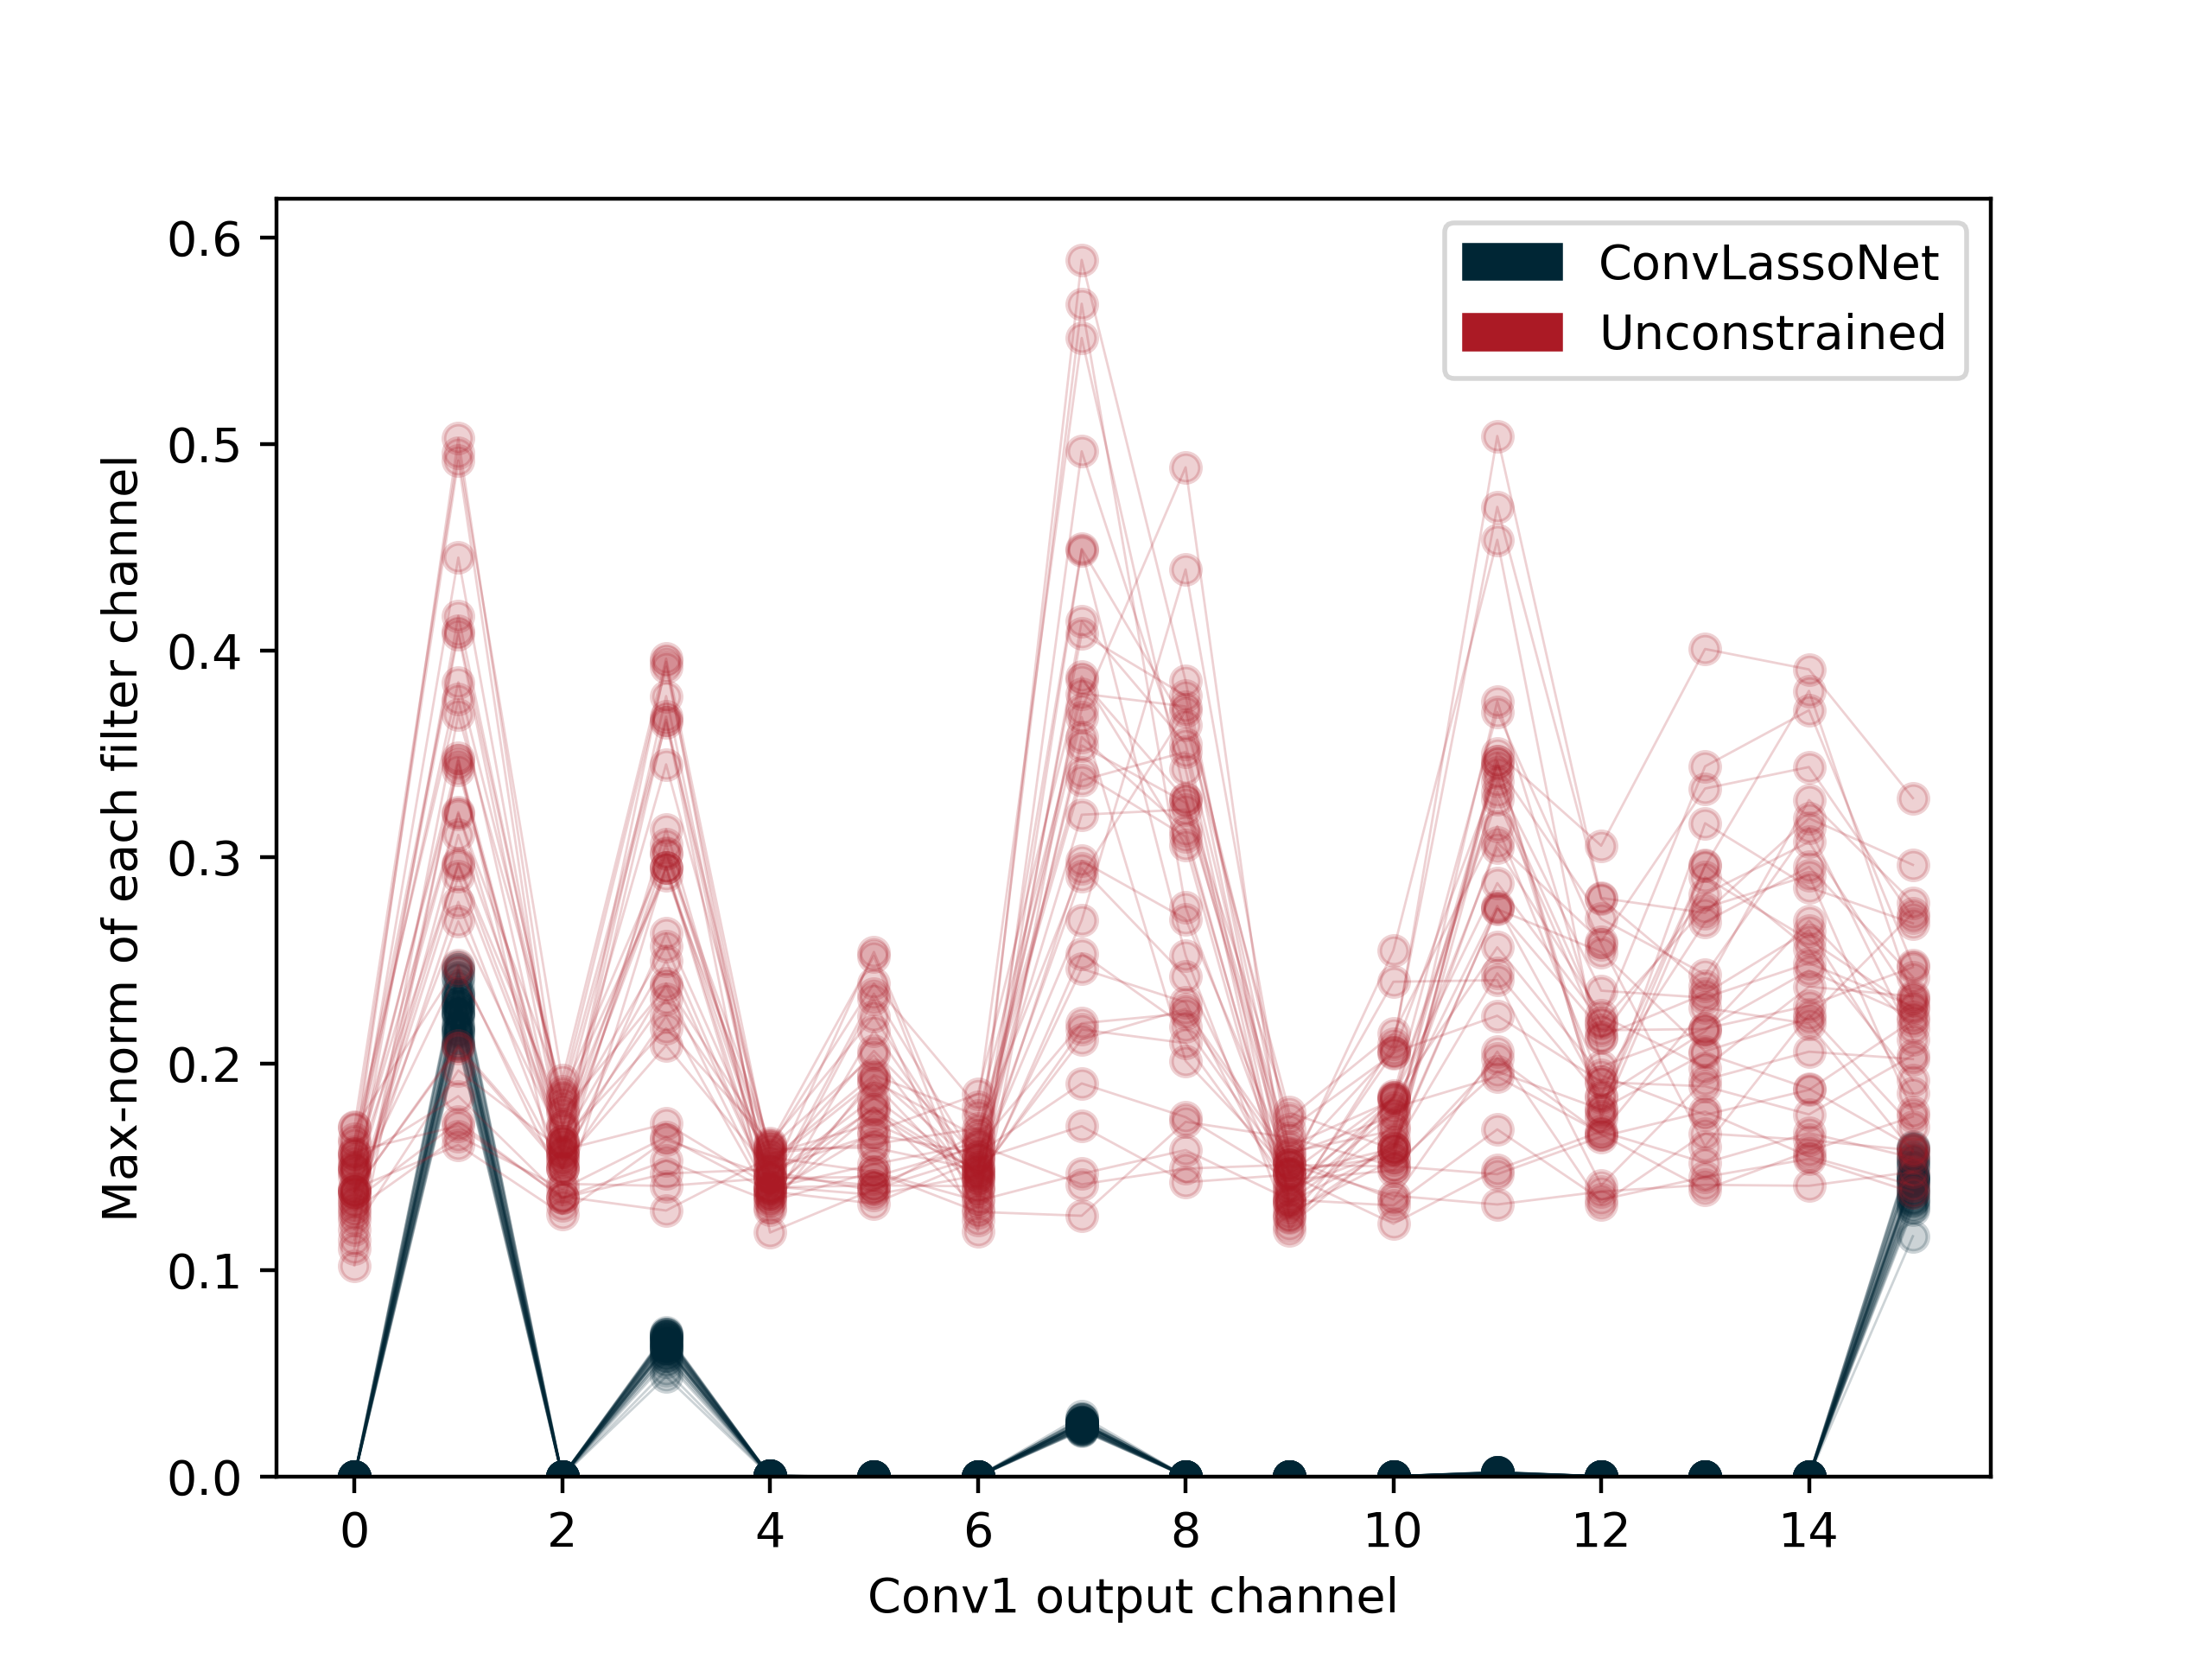 ConvLassoNet
Unconstrained
Max-norm of each filter channel
0.6
0.5
0.4
0.3
0.2
0.1
0.0
0 2 4 6 8 10 12 14
Conv1 output channel